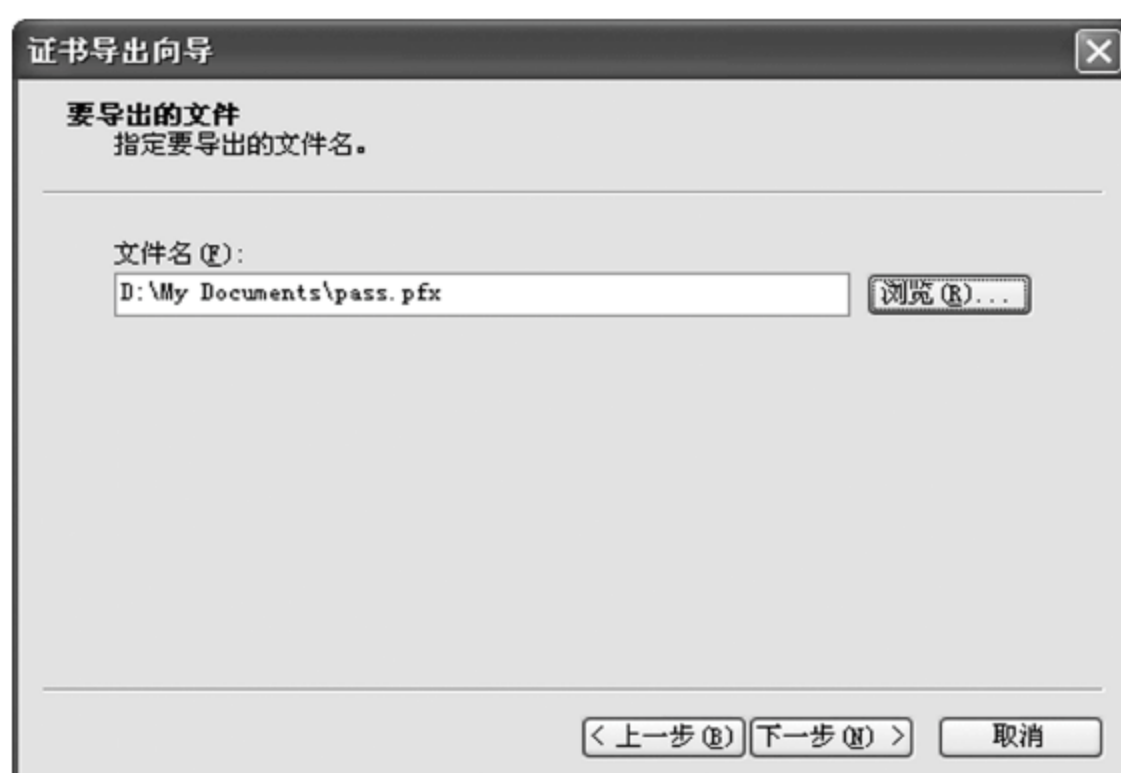 证书导出向导
要导出的文件
指定要导出的文件名。
文件名(F):
D:\My Documents\pass.pfx
浏览(R)...
< 上一步(B) 下一步(N) > 取消